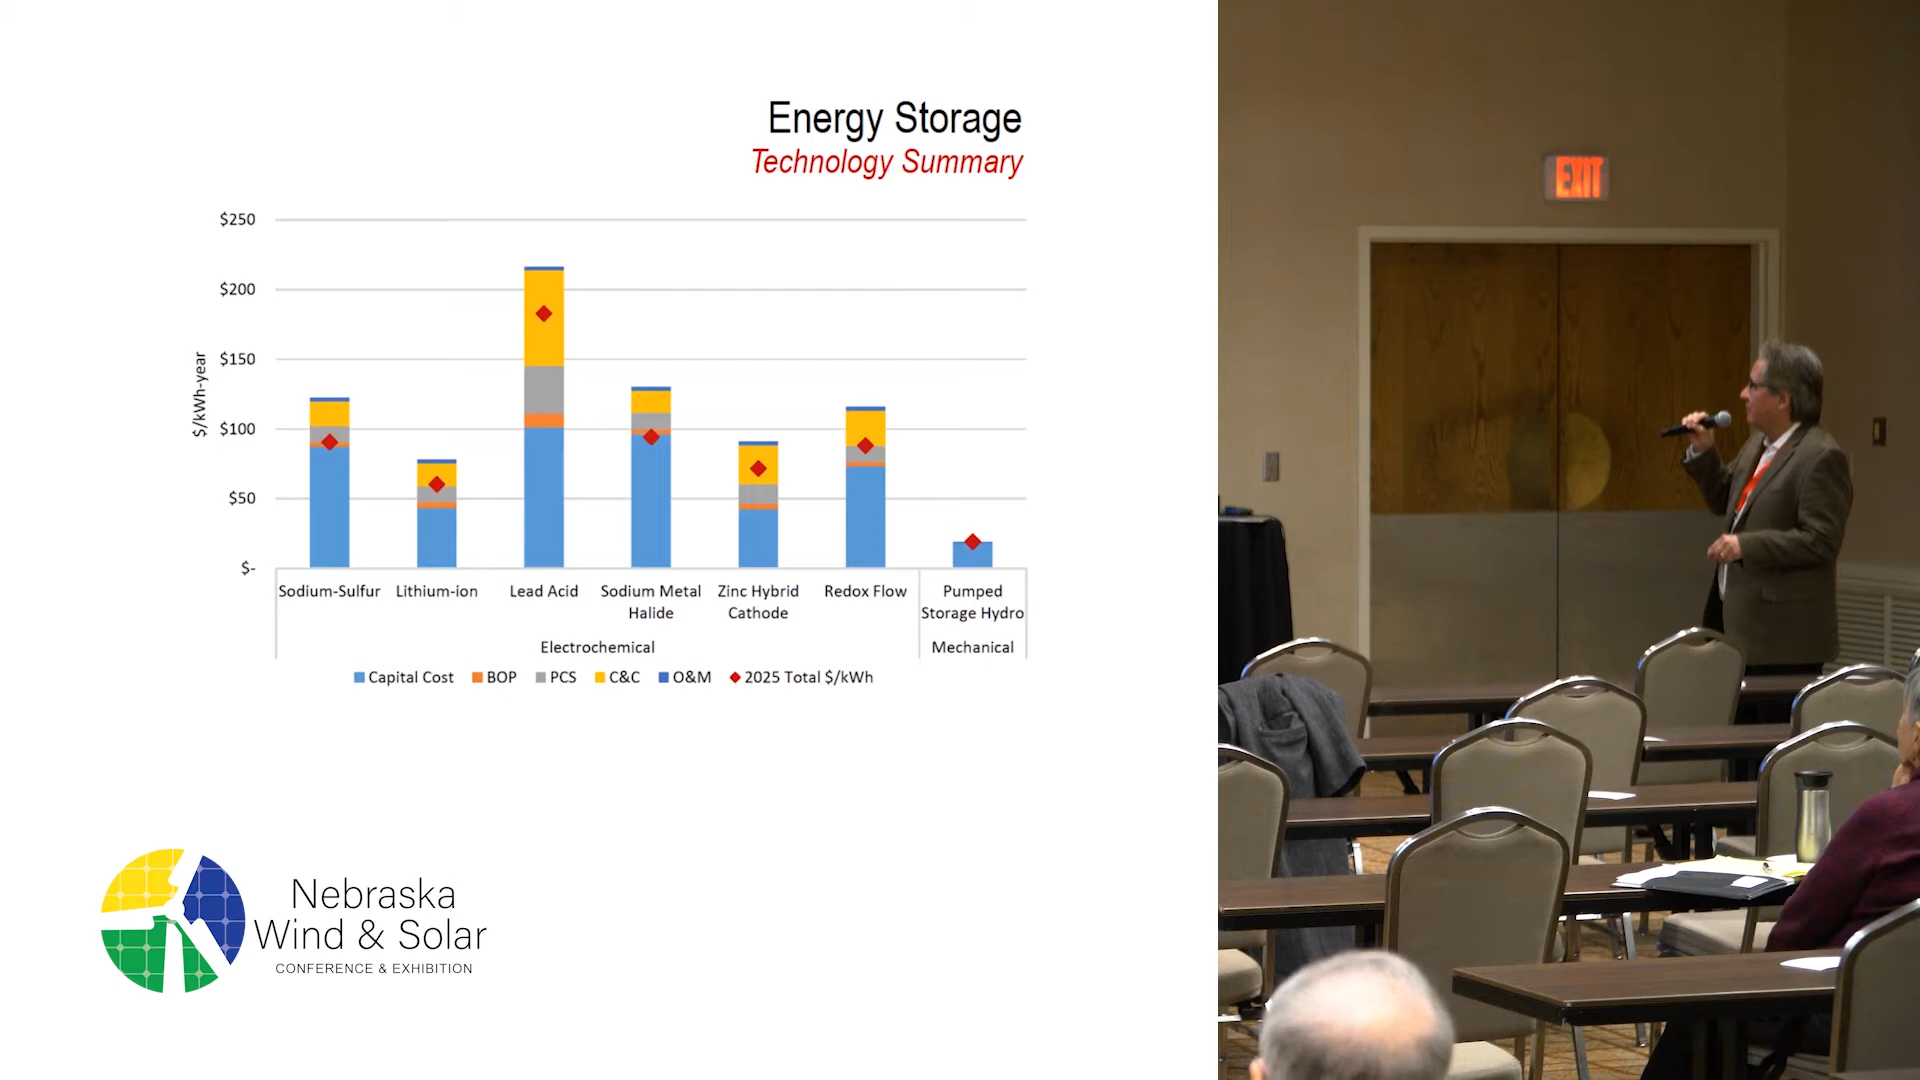 Energy Storage
Technology Summary
$250
$200
$150
$100
$50
$-
$/kWh-year
Sodium-Sulfur
Lithium-ion
Lead Acid
Sodium Metal
Halide
Zinc Hybrid
Cathode
Redox Flow
Pumped
Storage Hydro
Electrochemical
Mechanical
Capital Cost
BOP
PCS
C&C
O&M
2025 Total $/kWh
Nebraska
Wind & Solar
CONFERENCE & EXHIBITION
EXIT